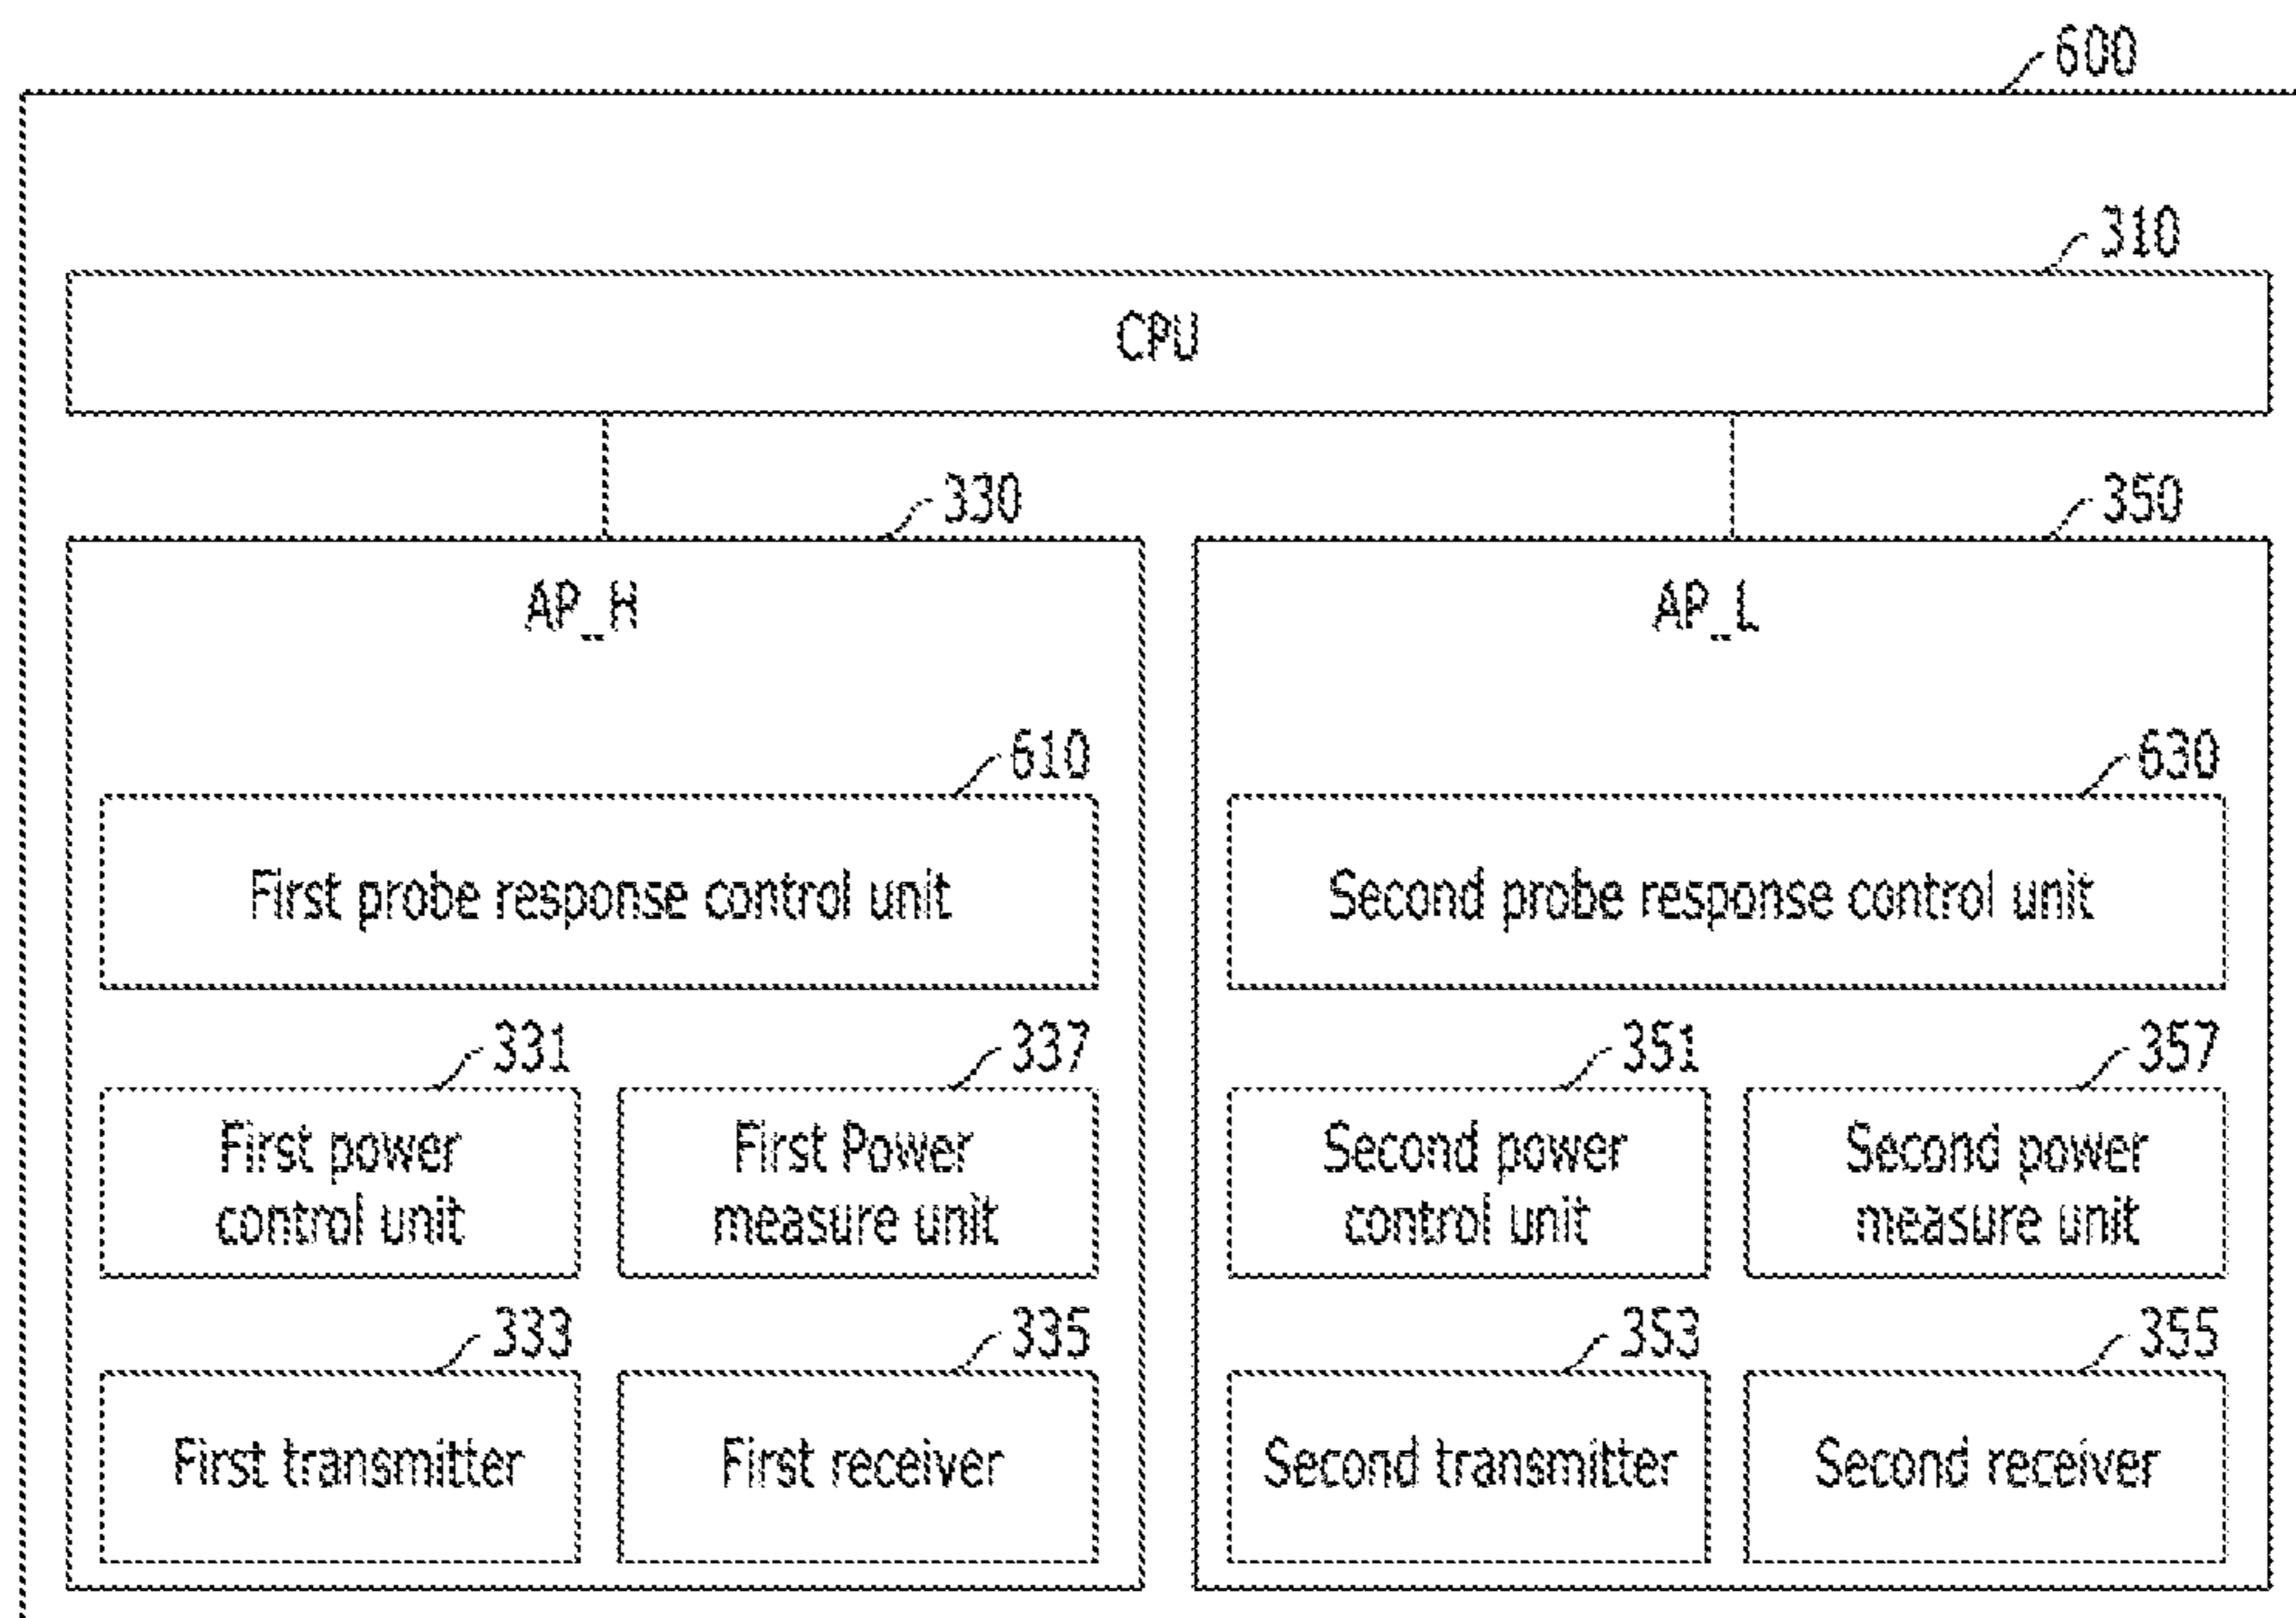 600
310
CPU
330
350
AP_H
AP_L
610
630
First probe response control unit
Second probe response control unit
331
337
351
357
First power
control unit
First Power
measure unit
Second power
control unit
Second power
measure unit
333
335
353
355
First transmitter
First receiver
Second transmitter
Second receiver